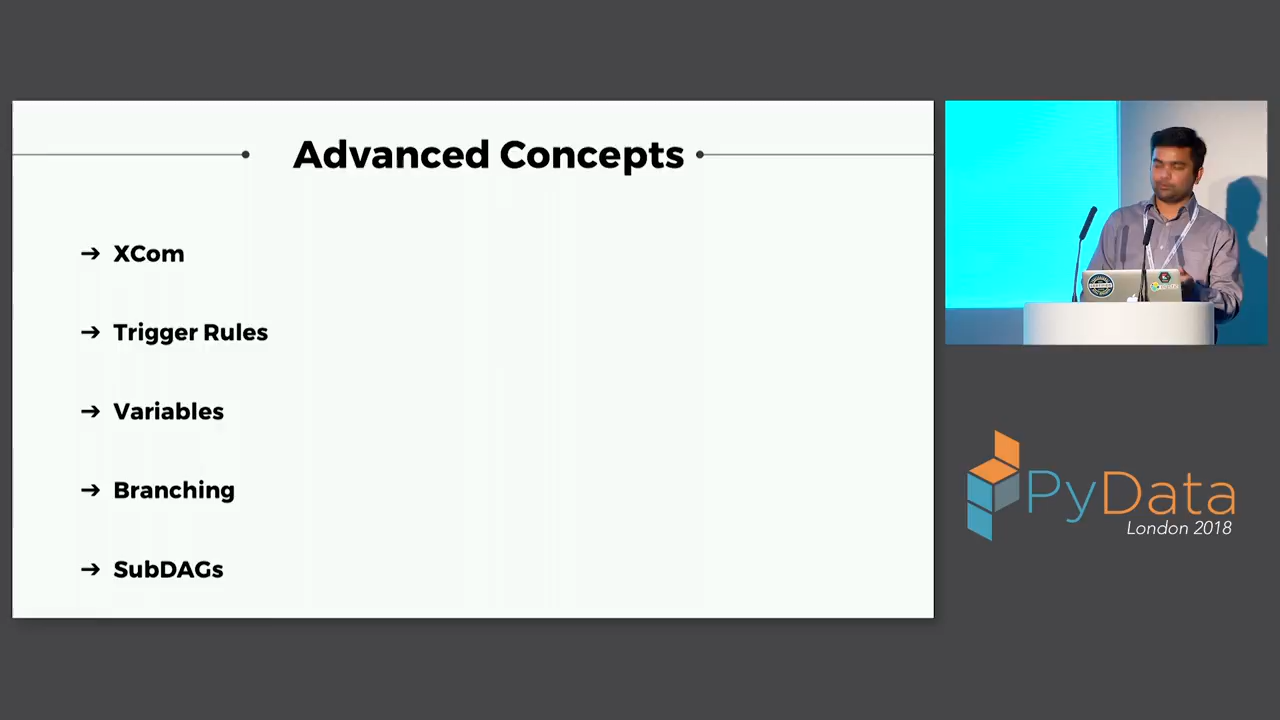 Advanced Concepts
➔ XCom
➔ Trigger Rules
➔ Variables
➔ Branching
➔ SubDAGs
PyData
London 2018